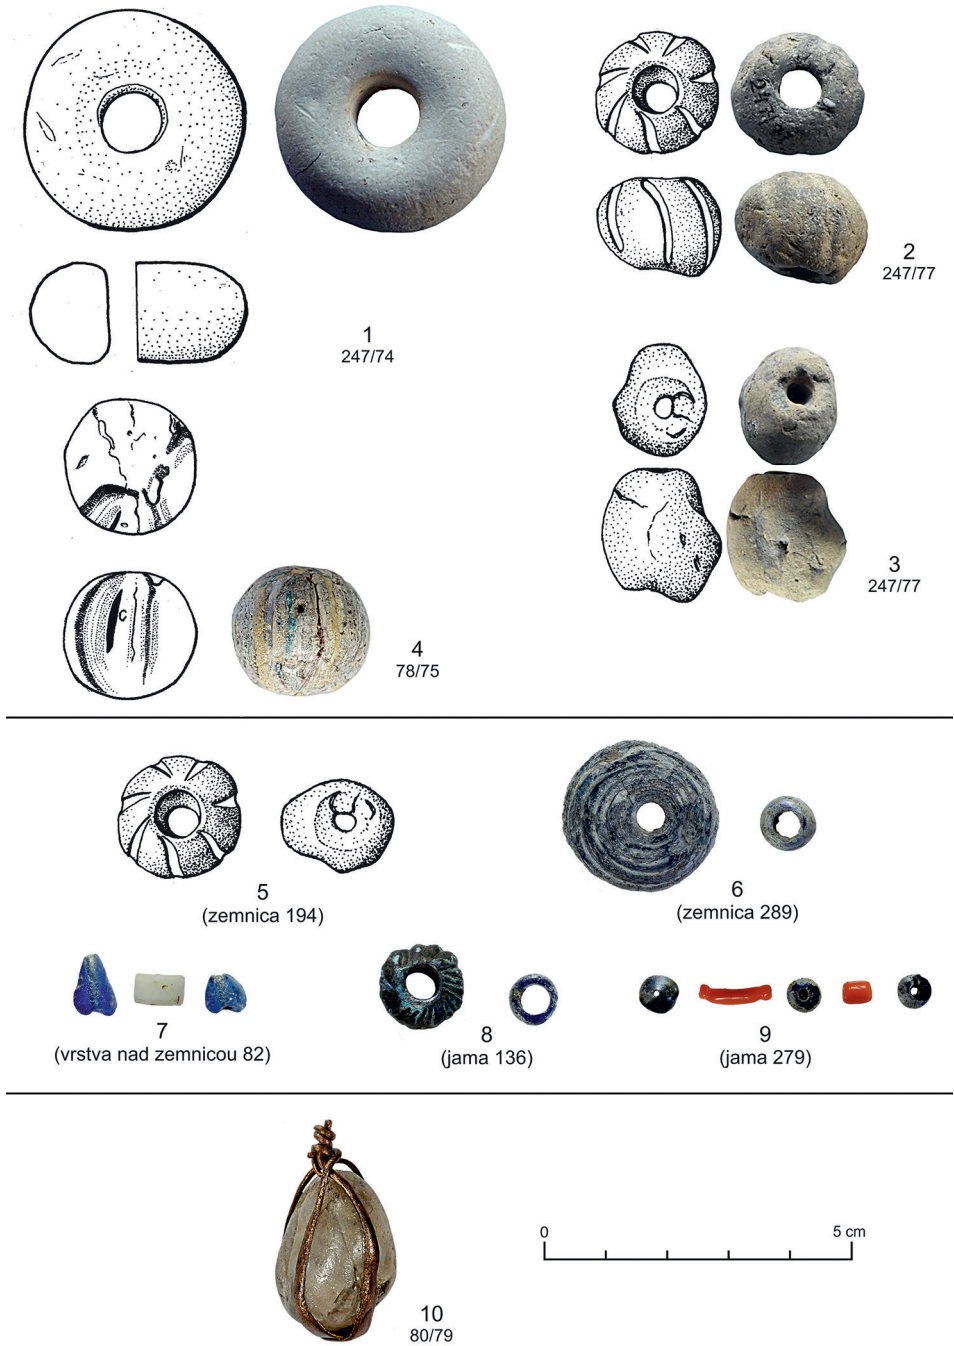 1
247/74
2
247/77
3
247/77
4
78/75
5
(zemnica 194)
6
(zemnica 289)
7
(vrstva nad zemnicou 82)
8
(jama 136)
9
(jama 279)
10
80/79
0 5 cm